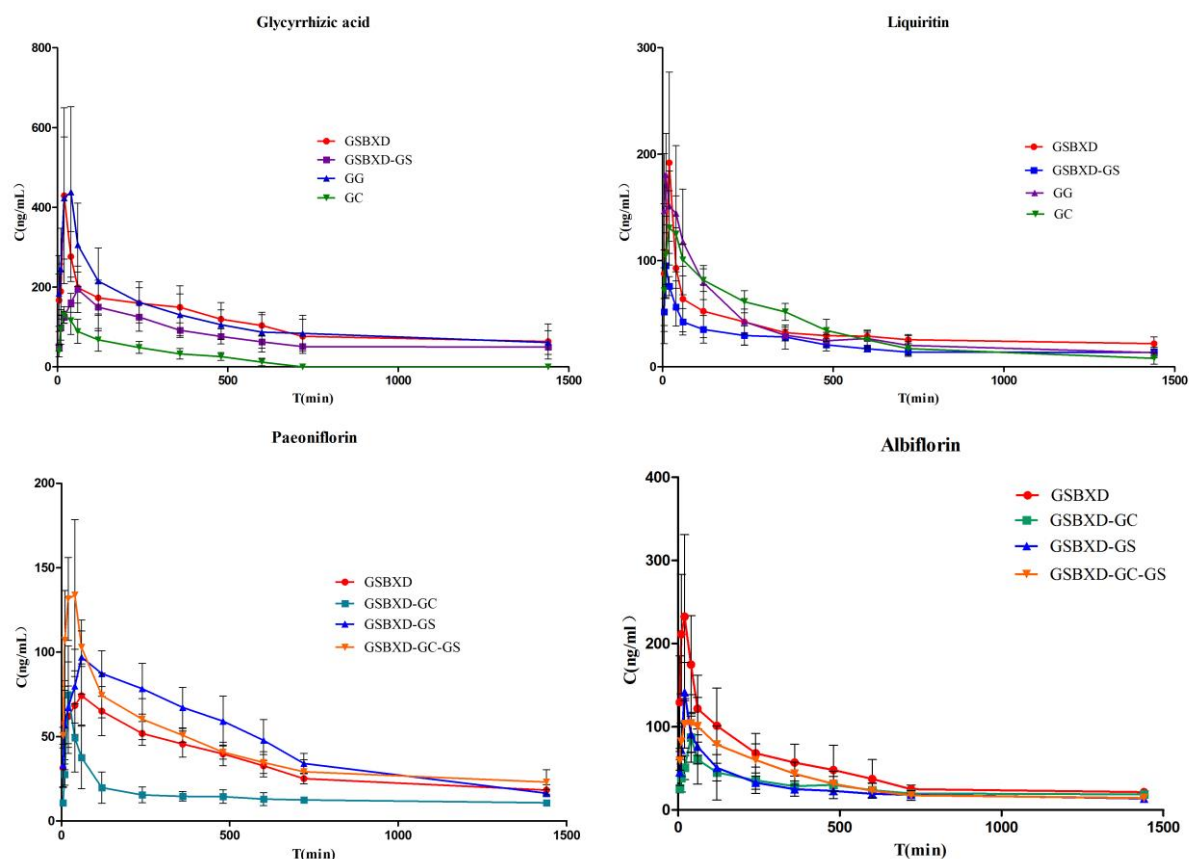 Glycyrrhizic acid
800
600
400
200
0
C(ng/mL)
0
500
1000
1500
T(min)
GSBXD
GSBXD-GS
GG
GC
Liquiritin
300
200
100
0
C(ng/mL)
0
500
1000
1500
T(min)
GSBXD
GSBXD-GS
GG
GC
Paeoniflorin
200
150
100
50
0
C(ng/mL)
0
500
1000
1500
T(min)
GSBXD
GSBXD-GC
GSBXD-GS
GSBXD-GC-GS
Albiflorin
400
300
200
100
0
C(ng/ml)
0
500
1000
1500
T(min)
GSBXD
GSBXD-GC
GSBXD-GS
GSBXD-GC-GS